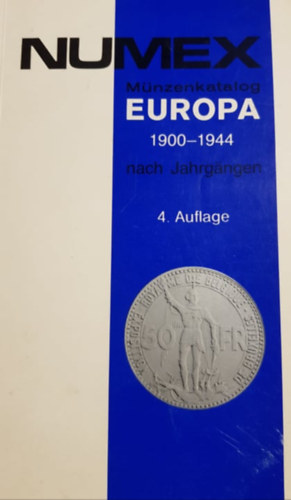 NUMEX
Münzenkatalog
EUROPA
1900–1944
nach Jahrgängen
4. Auflage
50 FR